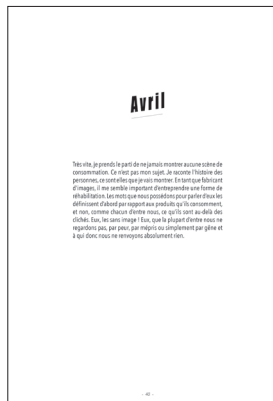 Avril
Très vite, je prends le parti de ne jamais montrer aucune scène de
consommation. Ce n'est pas mon sujet. Je raconte l'histoire des
personnes, ce sont elles que je vais montrer. En tant que fabricant
d'images, il me semble important d'entreprendre une forme de
réhabilitation. Les mots que nous possédons pour parler d'eux les
définissent d'abord par rapport aux produits qu'ils consomment,
et non, comme chacun d'entre nous, ce qu'ils sont au-delà des
clichés. Eux, les sans image ! Eux, que la plupart d'entre nous ne
regardons pas, par peur, par mépris ou simplement par gêne et
à qui donc nous ne renvoyons absolument rien.
- 40 -